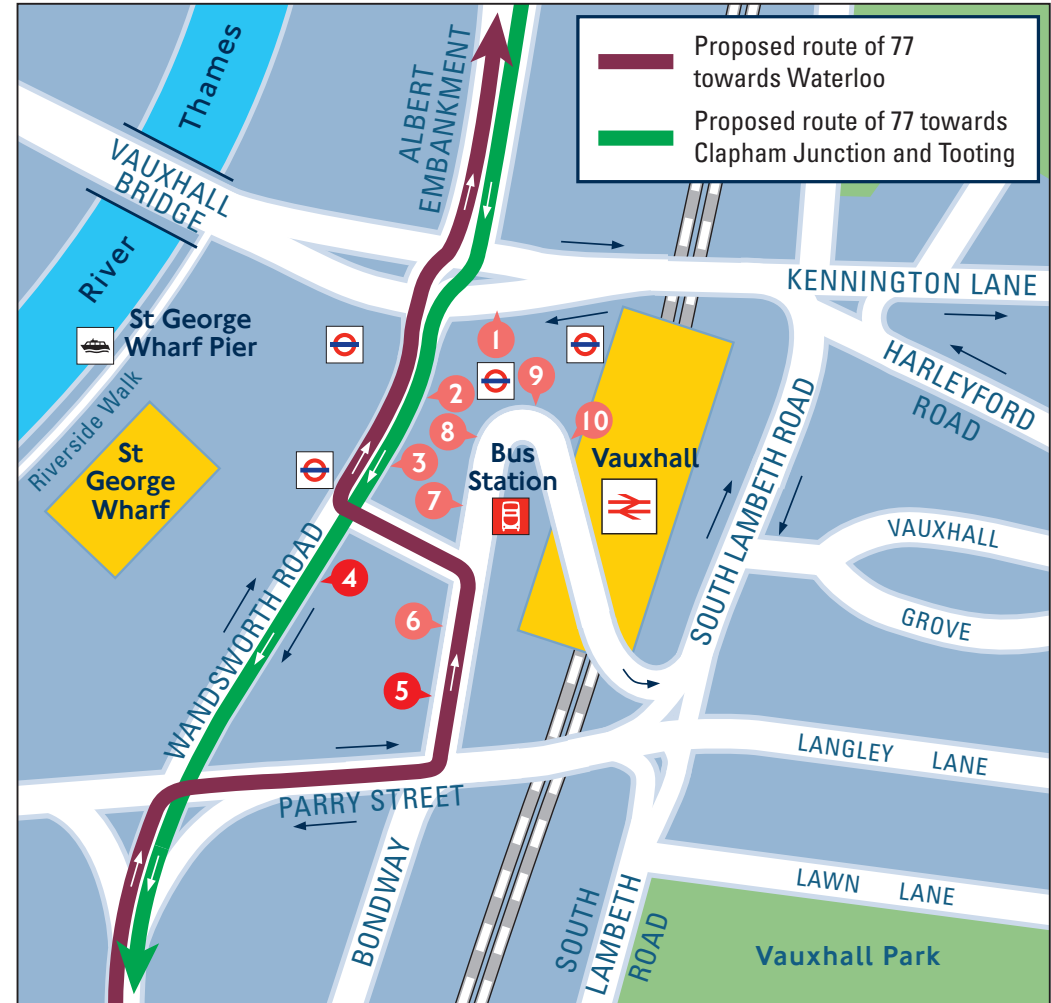 Proposed route of 77
towards Waterloo
Proposed route of 77 towards
Clapham Junction and Tooting
River
Thames
VAUXHALL
BRIDGE
ALBERT
EMBANKMENT
KENNINGTON LANE
HARLEYFORD
ROAD
St George
Wharf Pier
Riverside Walk
St
George
Wharf
1
2
3
4
5
6
7
8
9
10
Bus
Station
Vauxhall
SOUTH LAMBETH ROAD
VAUXHALL
GROVE
WANDSWORTH ROAD
PARRY STREET
LANGLEY LANE
BONDWAY
LAWN LANE
SOUTH
LAMBETH
ROAD
Vauxhall Park